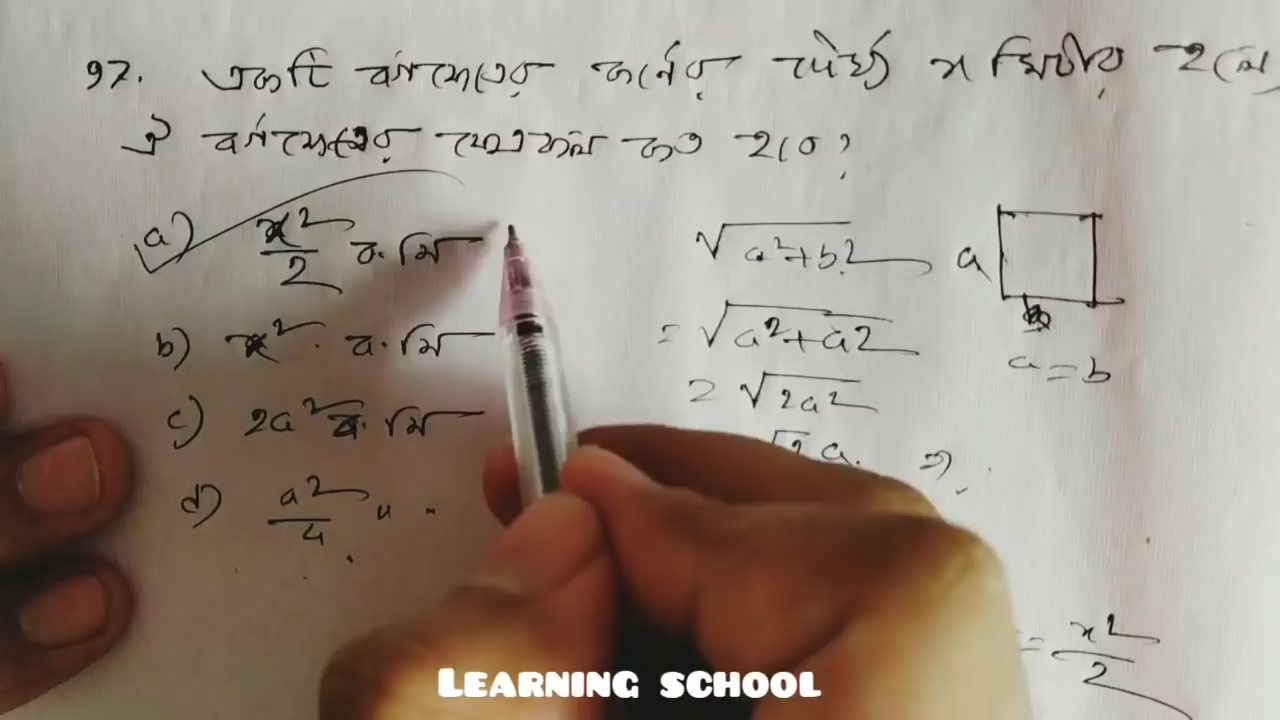 97. একটি বর্গক্ষেত্রের কর্নের দৈর্ঘ্য x মিটার হলে
ঐ বর্গক্ষেত্রের ক্ষেত্রফল কত হবে?
a) x²/2 ব. মি
b) x² ব. মি
c) 2a² ব. মি
d) a²/4 " "
√a²+b²
= √a²+a²
= √2a²
√2 a.
a
a = b
= x²/2
LEARNING SCHOOL